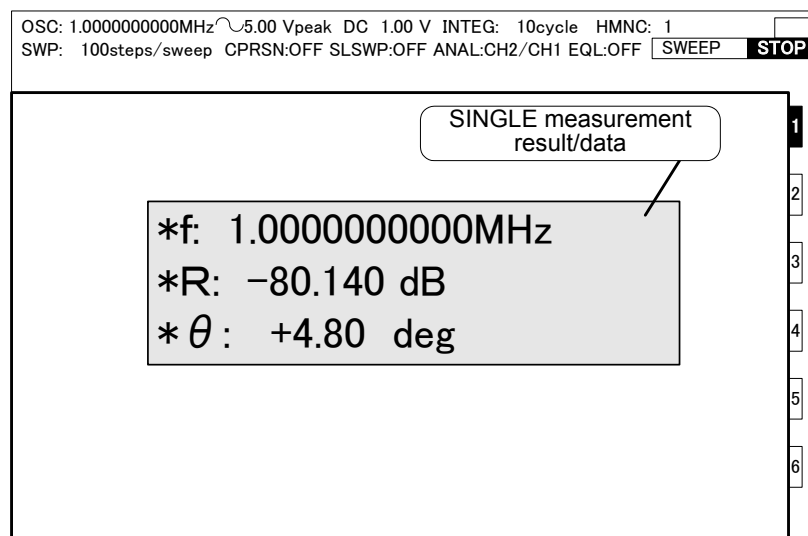 OSC: 1.0000000000MHz 5.00 Vpeak DC 1.00 V INTEG: 10cycle HMNC: 1
SWP: 100steps/sweep CPRSN:OFF SLSWP:OFF ANAL:CH2/CH1 EQL:OFF SWEEP STOP
SINGLE measurement
result/data
1
2
3
4
5
6
*f: 1.0000000000MHz
*R: −80.140 dB
*θ: +4.80 deg